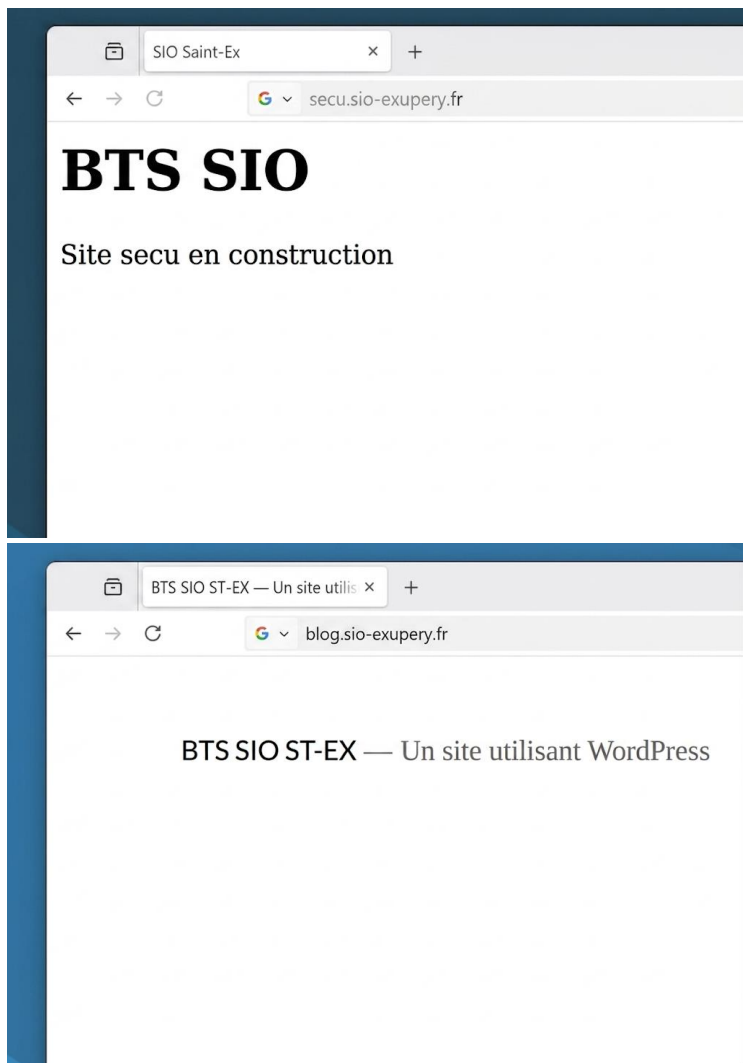 SIO Saint-Ex
secu.sio-exupery.fr
BTS SIO
Site secu en construction
BTS SIO ST-EX — Un site utilis
blog.sio-exupery.fr
BTS SIO ST-EX — Un site utilisant WordPress